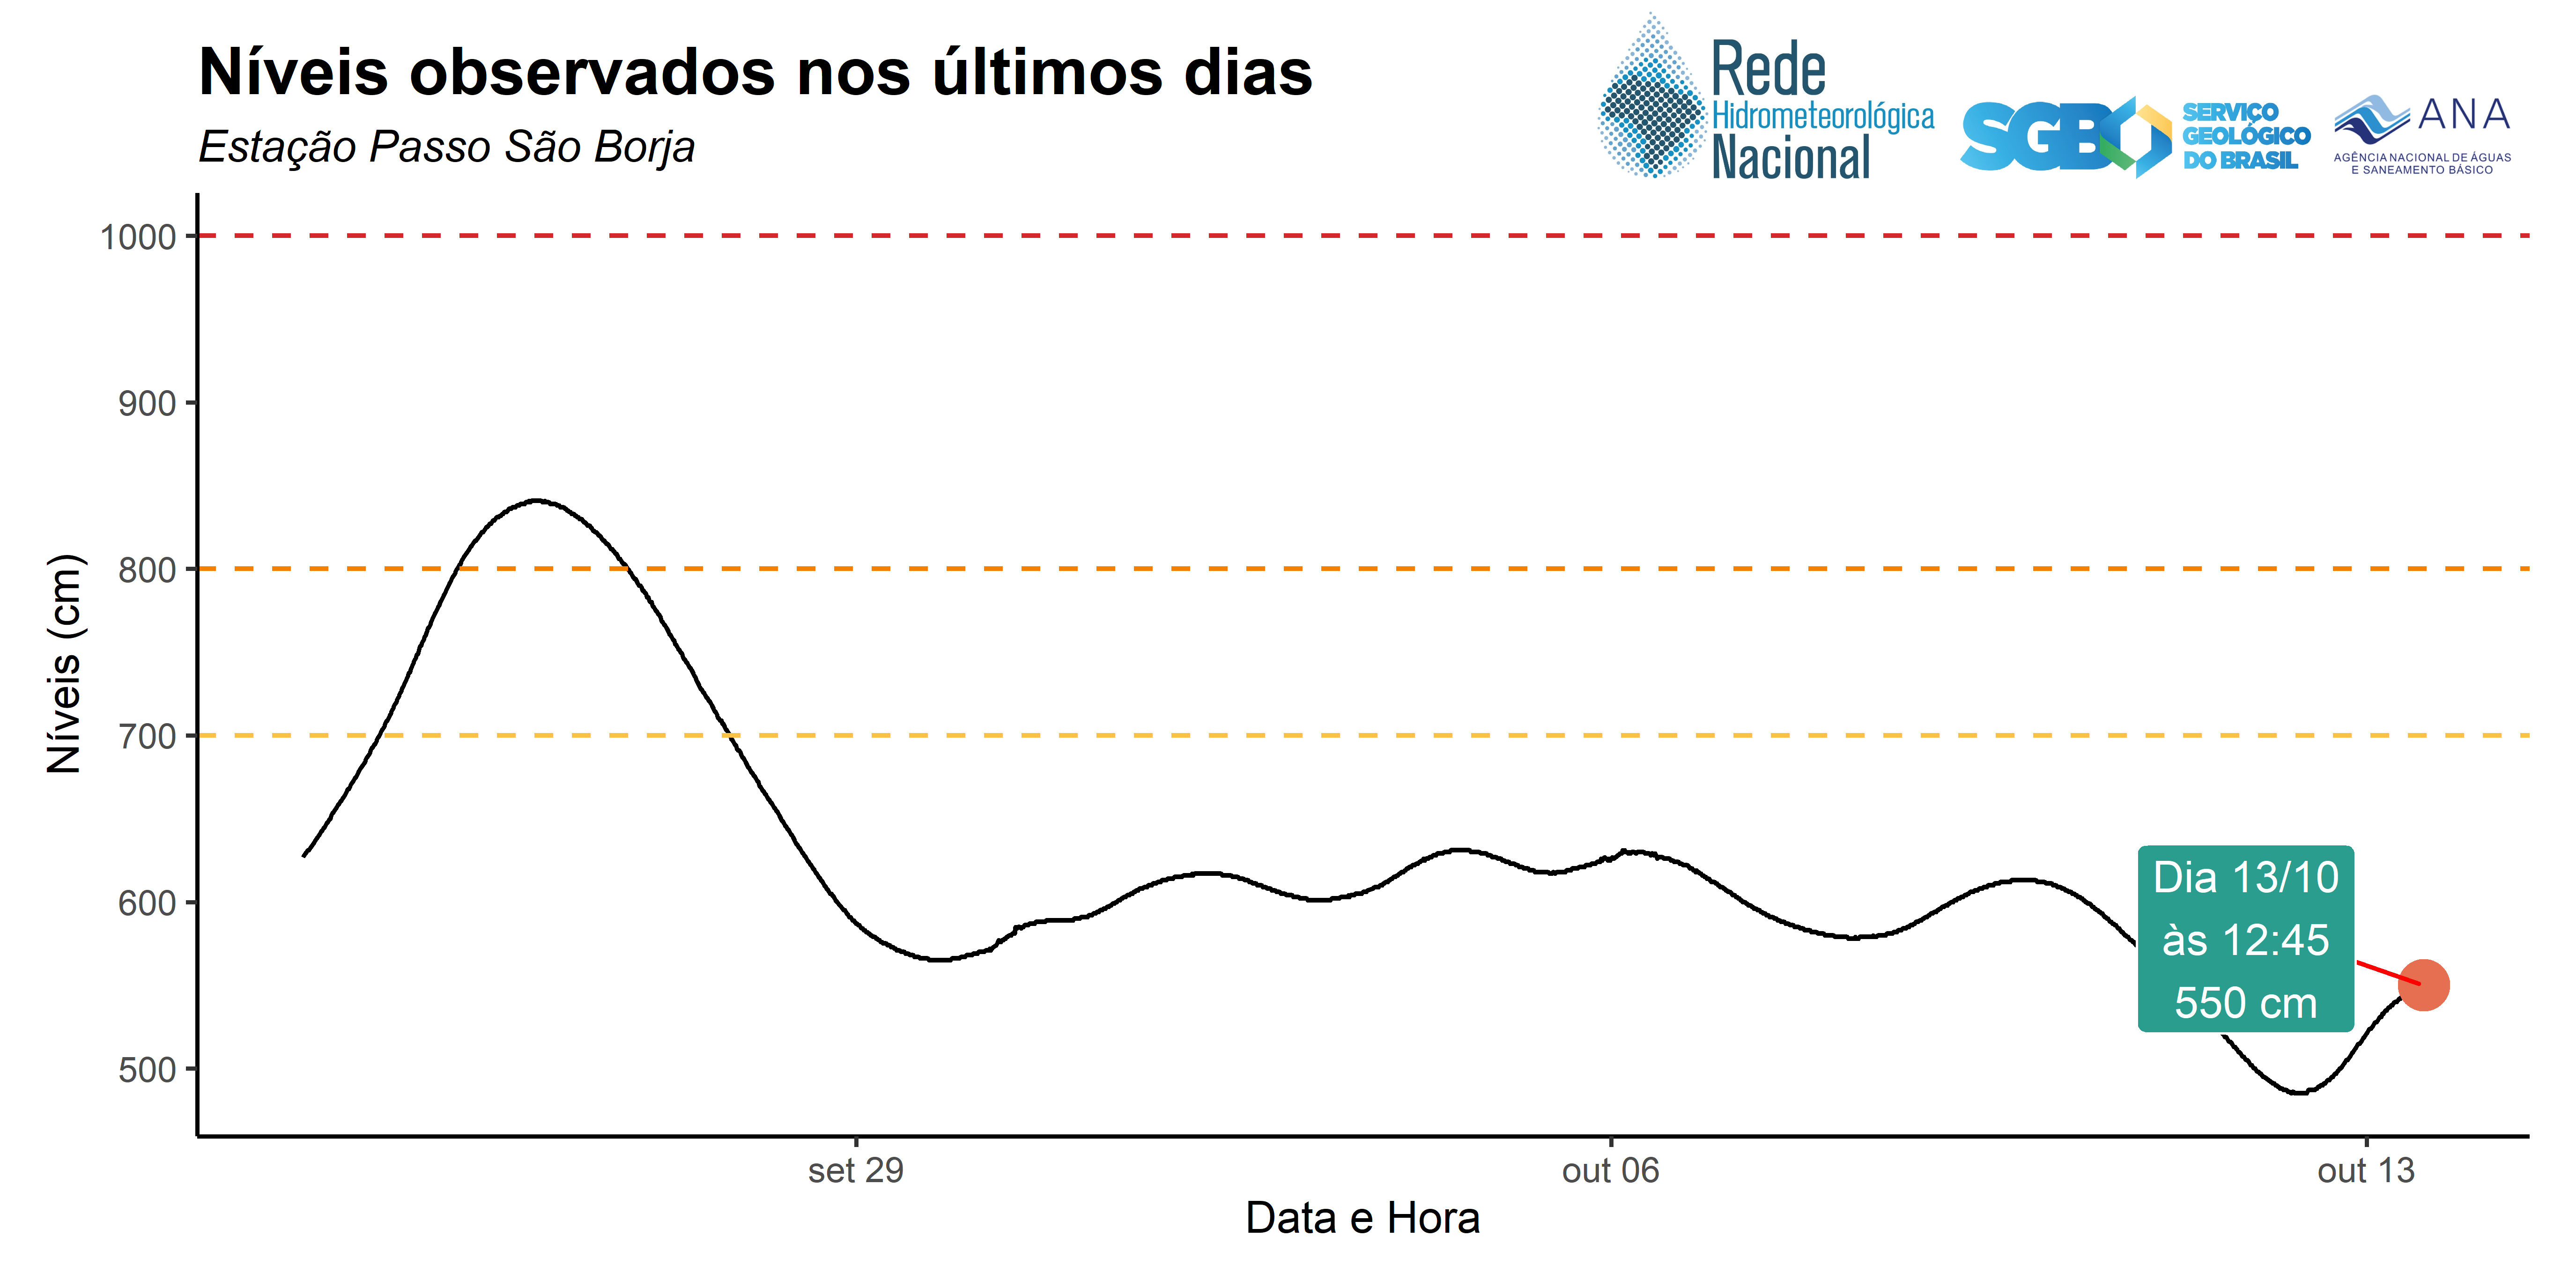 Níveis observados nos últimos dias
Estação Passo São Borja
Rede
Hidrometeorológica
Nacional
SGB
SERVIÇO
GEOLÓGICO
DO BRASIL
ANA
AGÊNCIA NACIONAL DE ÁGUAS
E SANEAMENTO BÁSICO
Níveis (cm)
1000
900
800
700
600
500
Dia 13/10
às 12:45
550 cm
set 29
out 06
out 13
Data e Hora